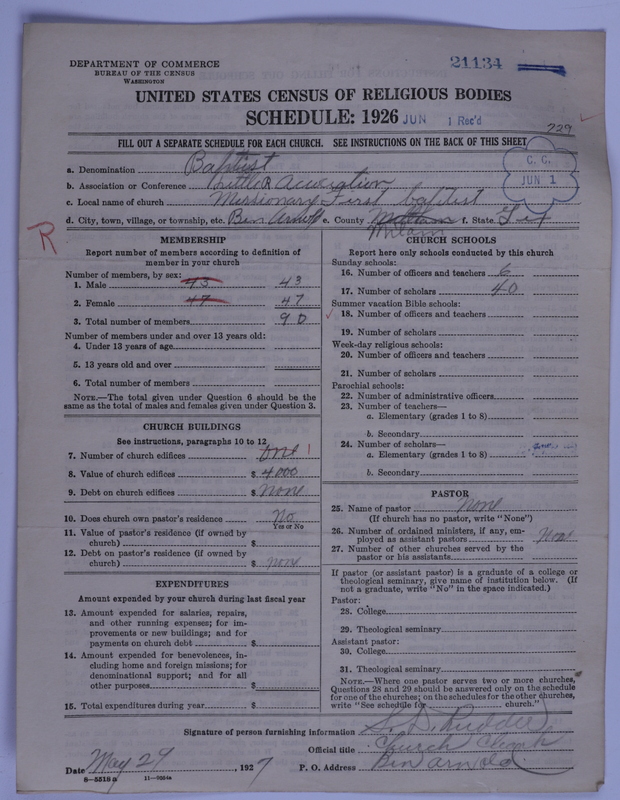 DEPARTMENT OF COMMERCE
BUREAU OF THE CENSUS
WASHINGTON
21134
UNITED STATES CENSUS OF RELIGIOUS BODIES
SCHEDULE: 1926
JUN 1 Rec'd
729
FILL OUT A SEPARATE SCHEDULE FOR EACH CHURCH. SEE INSTRUCTIONS ON THE BACK OF THIS SHEET
C. C.
JUN 1
a. Denomination Baptist
b. Association or Conference Little R
c. Local name of church Missionary First baptist
d. City, town, village, or township, etc. Ben Arnold e. County Milam f. State Tex
Milam
R
MEMBERSHIP
Report number of members according to definition of
member in your church
Number of members, by sex:
1. Male 43 43
2. Female 47 47
3. Total number of members 90
Number of members under and over 13 years old:
4. Under 13 years of age
5. 13 years old and over
6. Total number of members
NOTE.—The total given under Question 6 should be the
same as the total of males and females given under Question 3.
CHURCH BUILDINGS
See instructions, paragraphs 10 to 12
7. Number of church edifices one 1
8. Value of church edifices $ 4000
9. Debt on church edifices $ None
10. Does church own pastor's residence No
Yes or No
11. Value of pastor's residence (if owned by
church) $
12. Debt on pastor's residence (if owned by
church) $ none
EXPENDITURES
Amount expended by your church during last fiscal year
13. Amount expended for salaries, repairs,
and other running expenses; for im-
provements or new buildings; and for
payments on church debt $
14. Amount expended for benevolences, in-
cluding home and foreign missions; for
denominational support; and for all
other purposes $
15. Total expenditures during year $
CHURCH SCHOOLS
Report here only schools conducted by this church
Sunday schools:
16. Number of officers and teachers 6
17. Number of scholars 40
Summer vacation Bible schools:
18. Number of officers and teachers
19. Number of scholars
Week-day religious schools:
20. Number of officers and teachers
21. Number of scholars
Parochial schools:
22. Number of administrative officers
23. Number of teachers—
a. Elementary (grades 1 to 8)
b. Secondary
24. Number of scholars—
a. Elementary (grades 1 to 8)
b. Secondary
PASTOR
25. Name of pastor None
(If church has no pastor, write "None")
26. Number of ordained ministers, if any, em-
ployed as assistant pastors None
27. Number of other churches served by the
pastor or his assistants
If pastor (or assistant pastor) is a graduate of a college or
theological seminary, give name of institution below. (If
not a graduate, write "No" in the space indicated.)
Pastor:
28. College
29. Theological seminary
Assistant pastor:
30. College
31. Theological seminary
NOTE.—Where one pastor serves two or more churches,
Questions 28 and 29 should be answered only on the schedule
for one of the churches; on the schedules for the other churches,
write "See schedule for church."
Signature of person furnishing information
Official title Church Clerk
Date May 29, 1927 P. O. Address Ben Arnold
8—5518 a 11—9954a